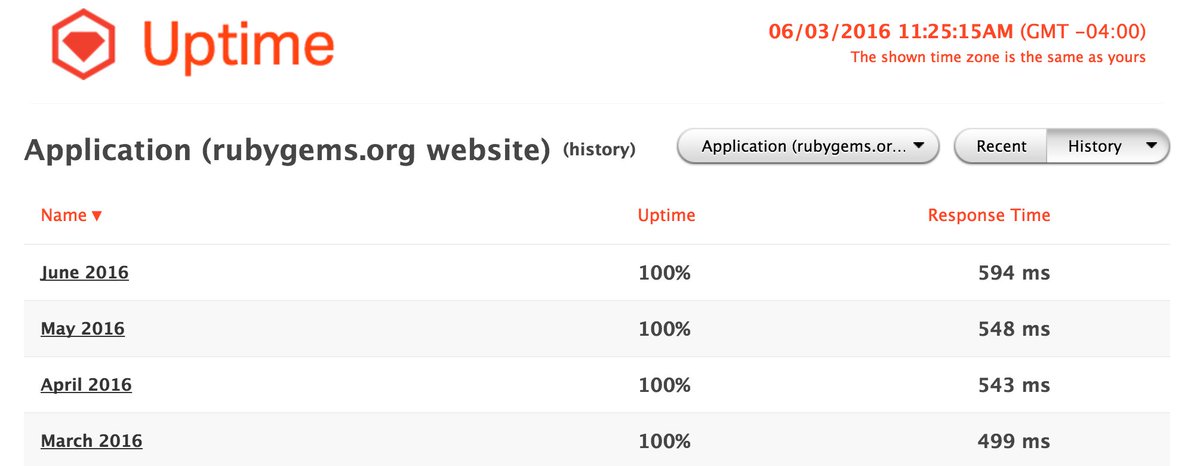 Uptime
06/03/2016 11:25:15AM (GMT −04:00)
The shown time zone is the same as yours
Application (rubygems.org website) (history)
Application (rubygems.or... ▼
Recent
History ▼
Name ▼ Uptime Response Time
June 2016 100% 594 ms
May 2016 100% 548 ms
April 2016 100% 543 ms
March 2016 100% 499 ms